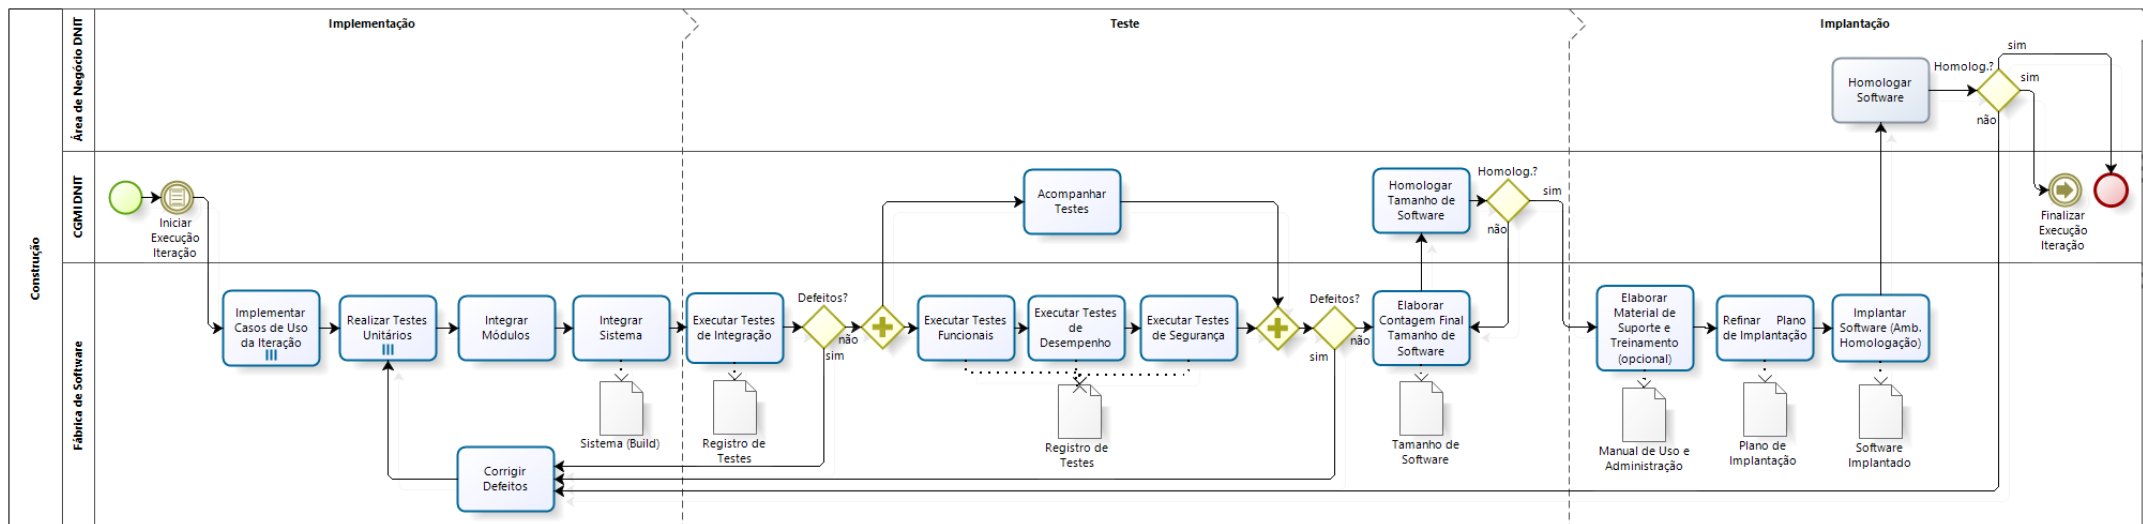 Construção
Implementação
Teste
Implantação
Área de Negócio DNIT
CGMI DNIT
Fábrica de Software
Homologar
Software
Homolog.?
sim
sim
não
Iniciar
Execução
Iteração
Acompanhar
Testes
Homologar
Tamanho de
Software
Homolog.?
sim
não
Finalizar
Execução
Iteração
Implementar
Casos de Uso
da Iteração
Realizar Testes
Unitários
Integrar
Módulos
Integrar
Sistema
Sistema (Build)
Executar Testes
de Integração
Registro de
Testes
Defeitos?
não
sim
Executar Testes
Funcionais
Executar Testes
de
Desempenho
Executar Testes
de Segurança
Registro de
Testes
Defeitos?
não
sim
Elaborar
Contagem Final
Tamanho de
Software
Tamanho de
Software
Elaborar
Material de
Suporte e
Treinamento
(opcional)
Manual de Uso e
Administração
Refinar Plano
de Implantação
Plano de
Implantação
Implantar
Software (Amb.
Homologação)
Software
Implantado
Corrigir
Defeitos